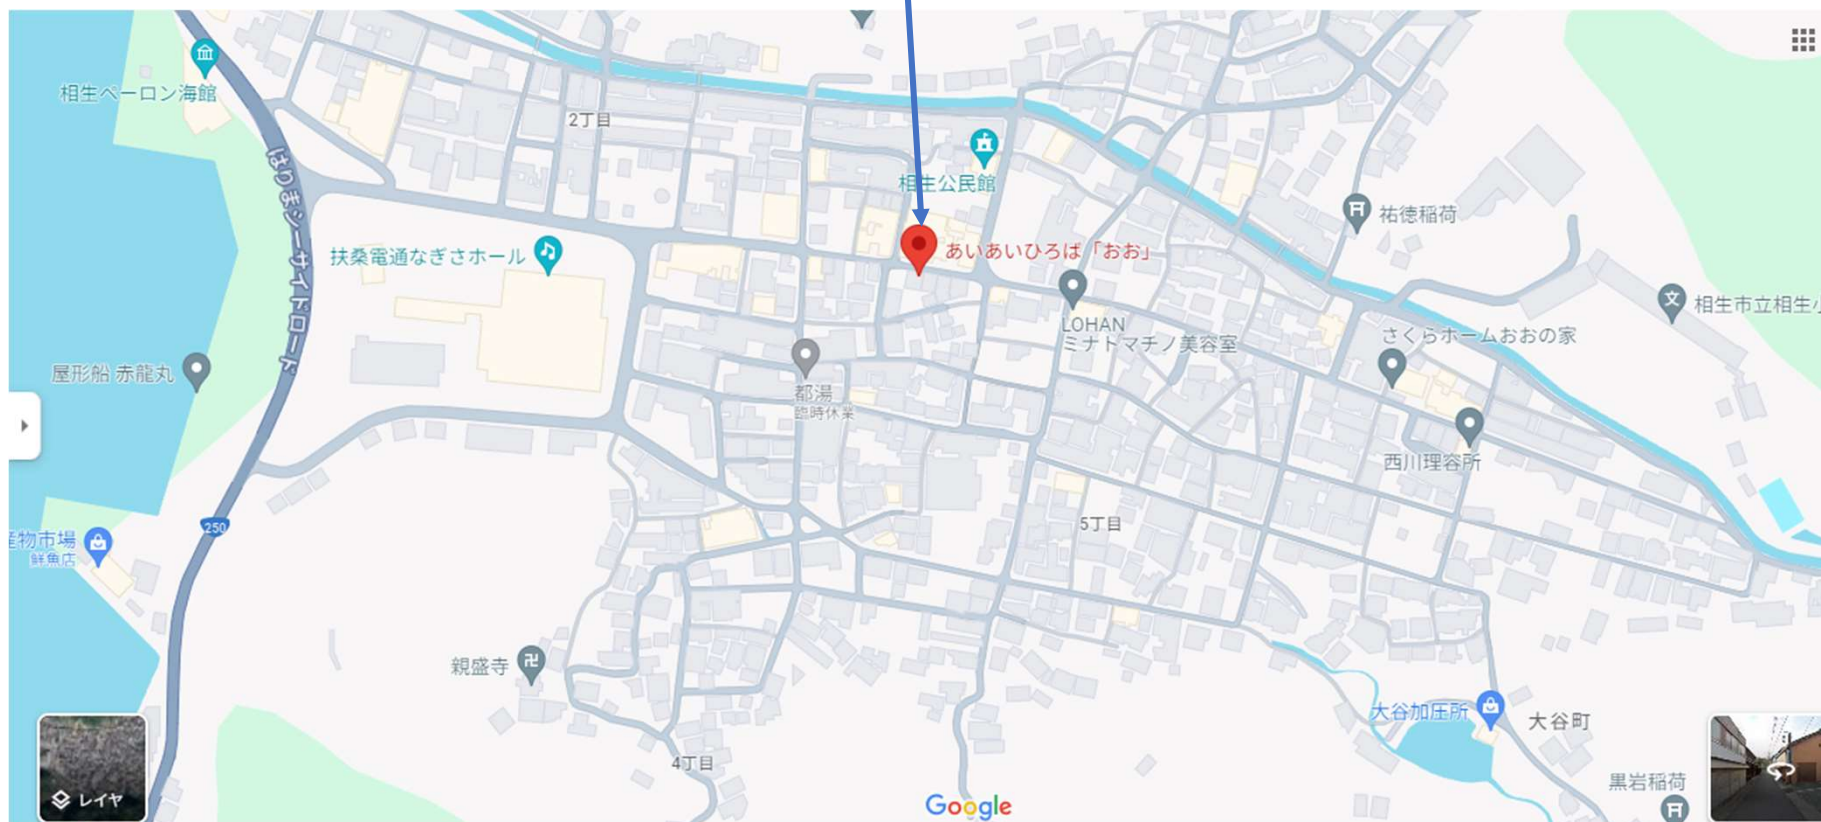 相生ペーロン海館
2丁目
相生公民館
祐徳稲荷
はりまシーサイドロード
扶桑電通なぎさホール
あいあいひろば「おお」
相生市立相生小
LOHAN
ミナトマチノ美容室
さくらホームおおの家
屋形船 赤龍丸
都湯
臨時休業
西川理容所
250
5丁目
物市場
鮮魚店
親盛寺
大谷加圧所
大谷町
4丁目
黒岩稲荷
レイヤ
Google